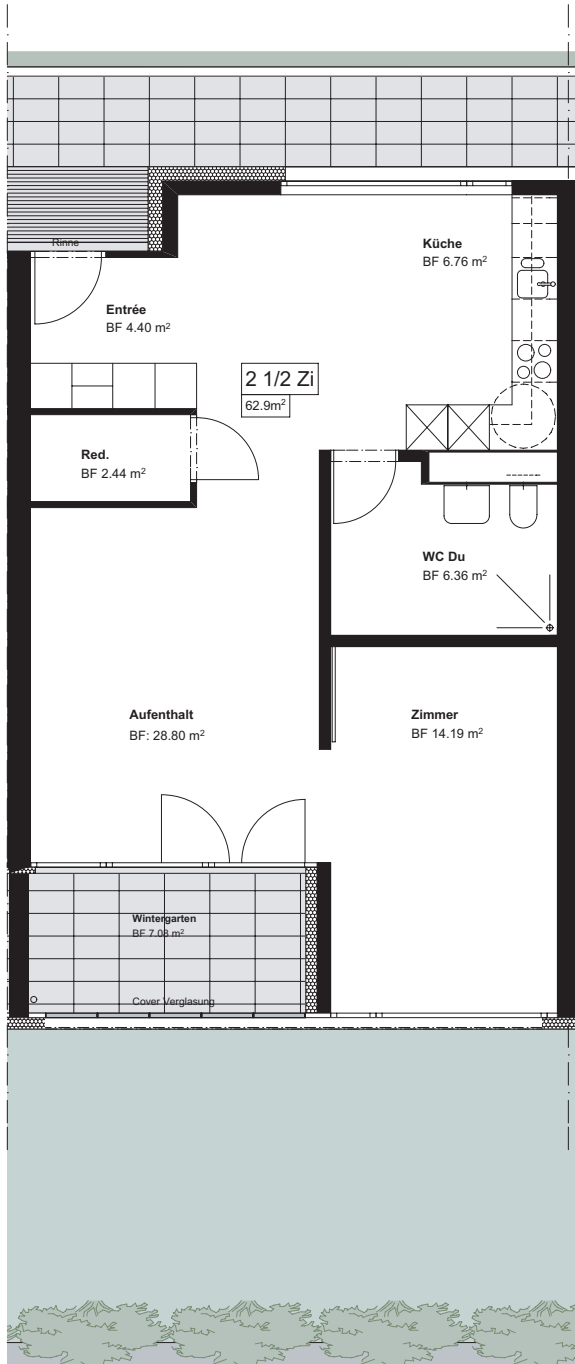 Rinne
Küche
BF 6.76 m²
Entrée
BF 4.40 m²
2 1/2 Zi
62.9m²
Red.
BF 2.44 m²
WC Du
BF 6.36 m²
Aufenthalt
BF: 28.80 m²
Zimmer
BF 14.19 m²
Wintergarten
BF 7.08 m²
Cover Verglasung